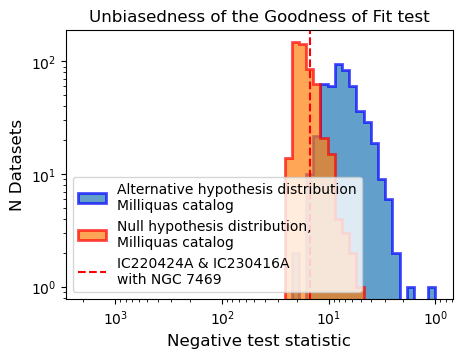 Unbiasedness of the Goodness of Fit test
N Datasets
10²
10¹
10⁰
Alternative hypothesis distribution
Milliquas catalog
Null hypothesis distribution,
Milliquas catalog
IC220424A & IC230416A
with NGC 7469
10³ 10² 10¹ 10⁰
Negative test statistic